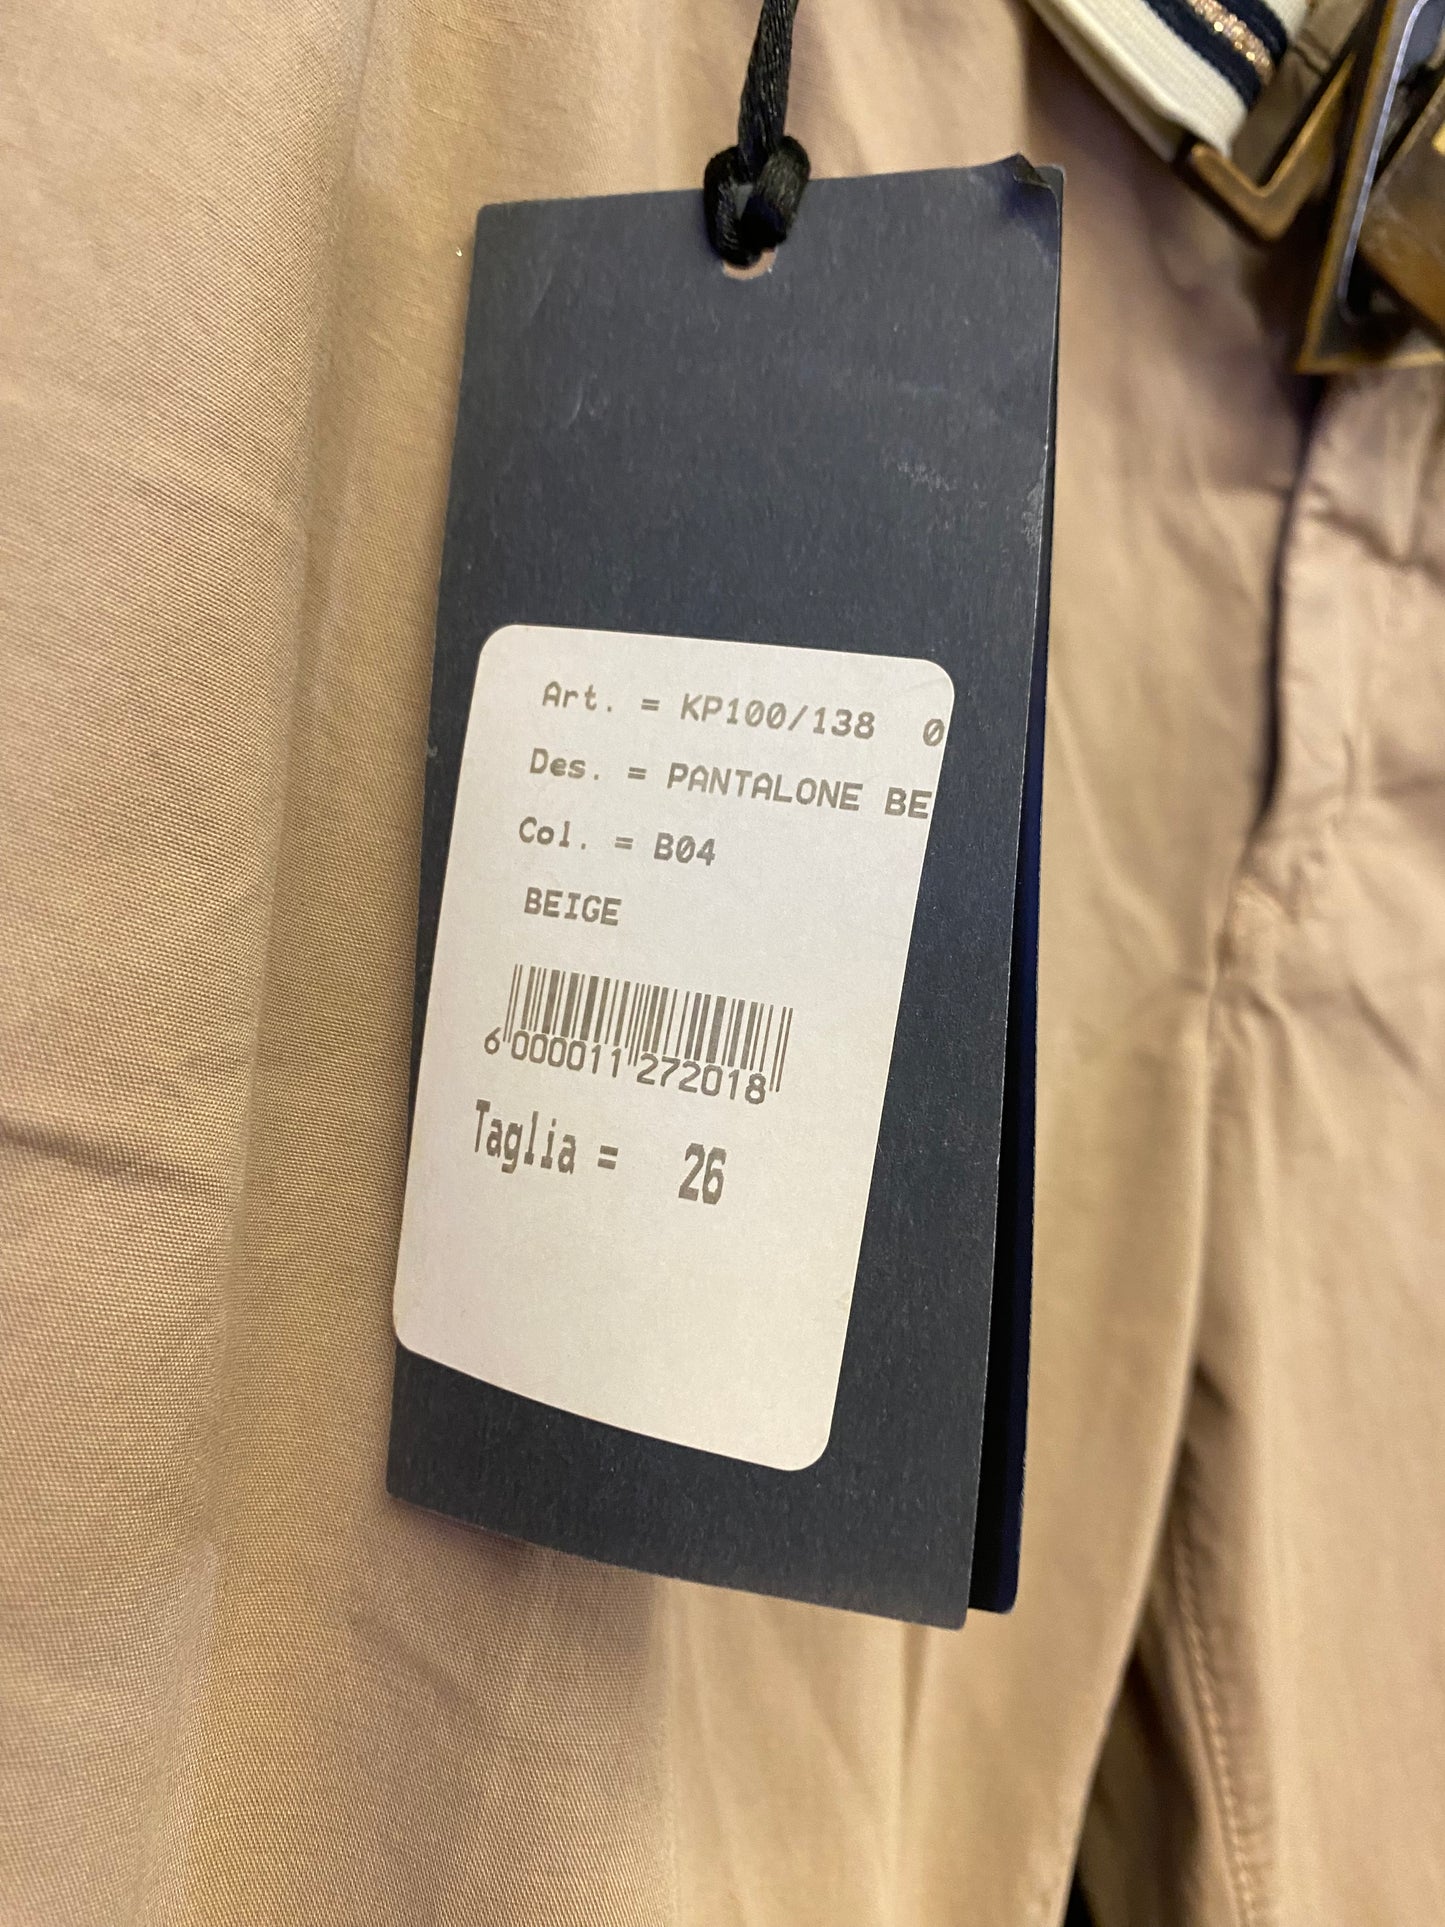 Art. = KP100/138 0
Des. = PANTALONE BE
Col. = B04
BEIGE
6 000011 272018
Taglia = 26